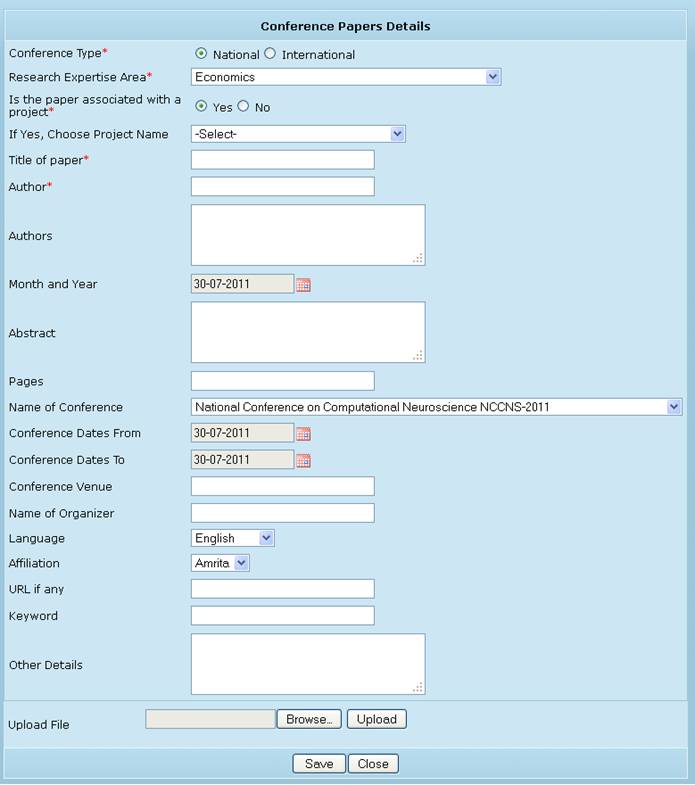 Conference Papers Details
Conference Type* National International
Research Expertise Area* Economics
Is the paper associated with a
project* Yes No
If Yes, Choose Project Name -Select-
Title of paper*
Author*
Authors
Month and Year 30-07-2011
Abstract
Pages
Name of Conference National Conference on Computational Neuroscience NCCNS-2011
Conference Dates From 30-07-2011
Conference Dates To 30-07-2011
Conference Venue
Name of Organizer
Language English
Affiliation Amrita
URL if any
Keyword
Other Details
Upload File Browse... Upload
Save Close